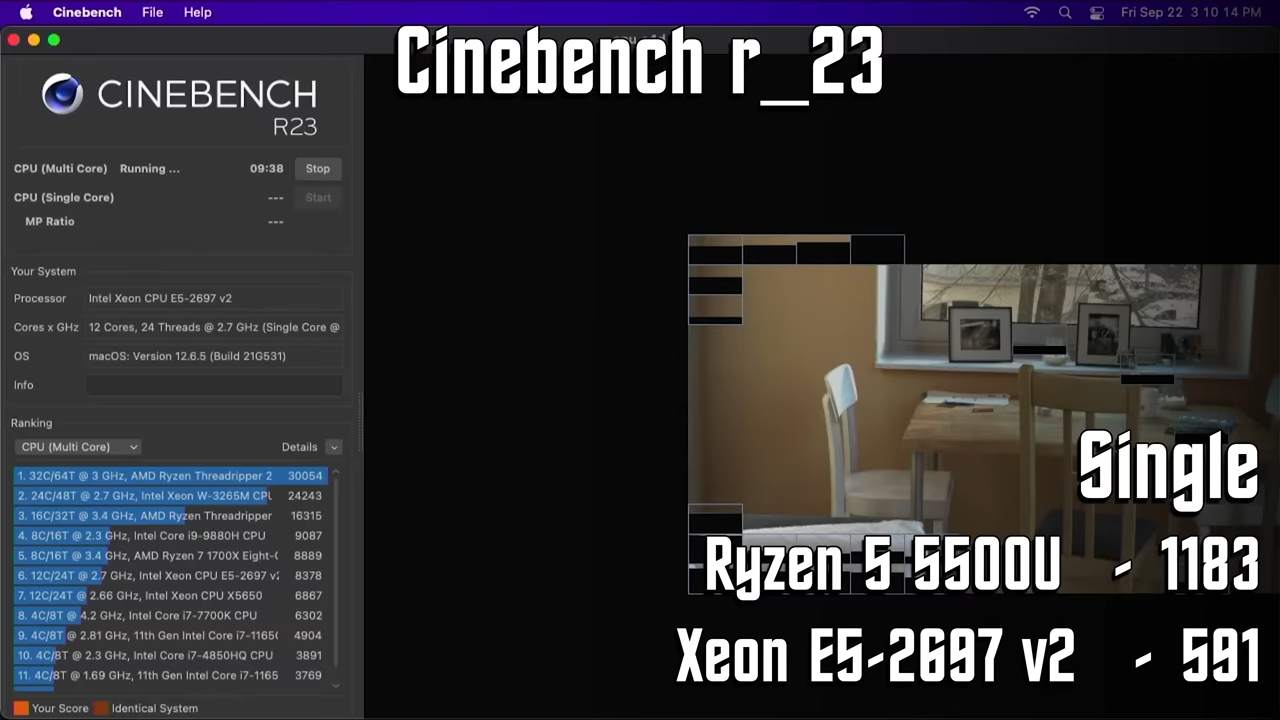 Cinebench File Help
Fri Sep 22 3 10 14 PM
Cinebench r_23
CINEBENCH
R23
CPU (Multi Core) Running ... 09:38 Stop
CPU (Single Core) --- Start
MP Ratio ---
Your System
Processor Intel Xeon CPU E5-2697 v2
Cores x GHz 12 Cores, 24 Threads @ 2.7 GHz (Single Core @
OS macOS: Version 12.6.5 (Build 21G531)
Info
Ranking
CPU (Multi Core) Details
1. 32C/64T @ 3 GHz, AMD Ryzen Threadripper 2 30054
2. 24C/48T @ 2.7 GHz, Intel Xeon W-3265M CPU 24243
3. 16C/32T @ 3.4 GHz, AMD Ryzen Threadripper 16315
4. 8C/16T @ 2.3 GHz, Intel Core i9-9880H CPU 9087
5. 8C/16T @ 3.4 GHz, AMD Ryzen 7 1700X Eight-C 8889
6. 12C/24T @ 2.7 GHz, Intel Xeon CPU E5-2697 v2 8378
7. 12C/24T @ 2.66 GHz, Intel Xeon CPU X5650 6867
8. 4C/8T @ 4.2 GHz, Intel Core i7-7700K CPU 6302
9. 4C/8T @ 2.81 GHz, 11th Gen Intel Core i7-1165G 4904
10. 4C/8T @ 2.3 GHz, Intel Core i7-4850HQ CPU 3891
11. 4C/8T @ 1.69 GHz, 11th Gen Intel Core i7-1165 3769
Your Score Identical System
Single
Ryzen 5 5500U - 1183
Xeon E5-2697 v2 - 591